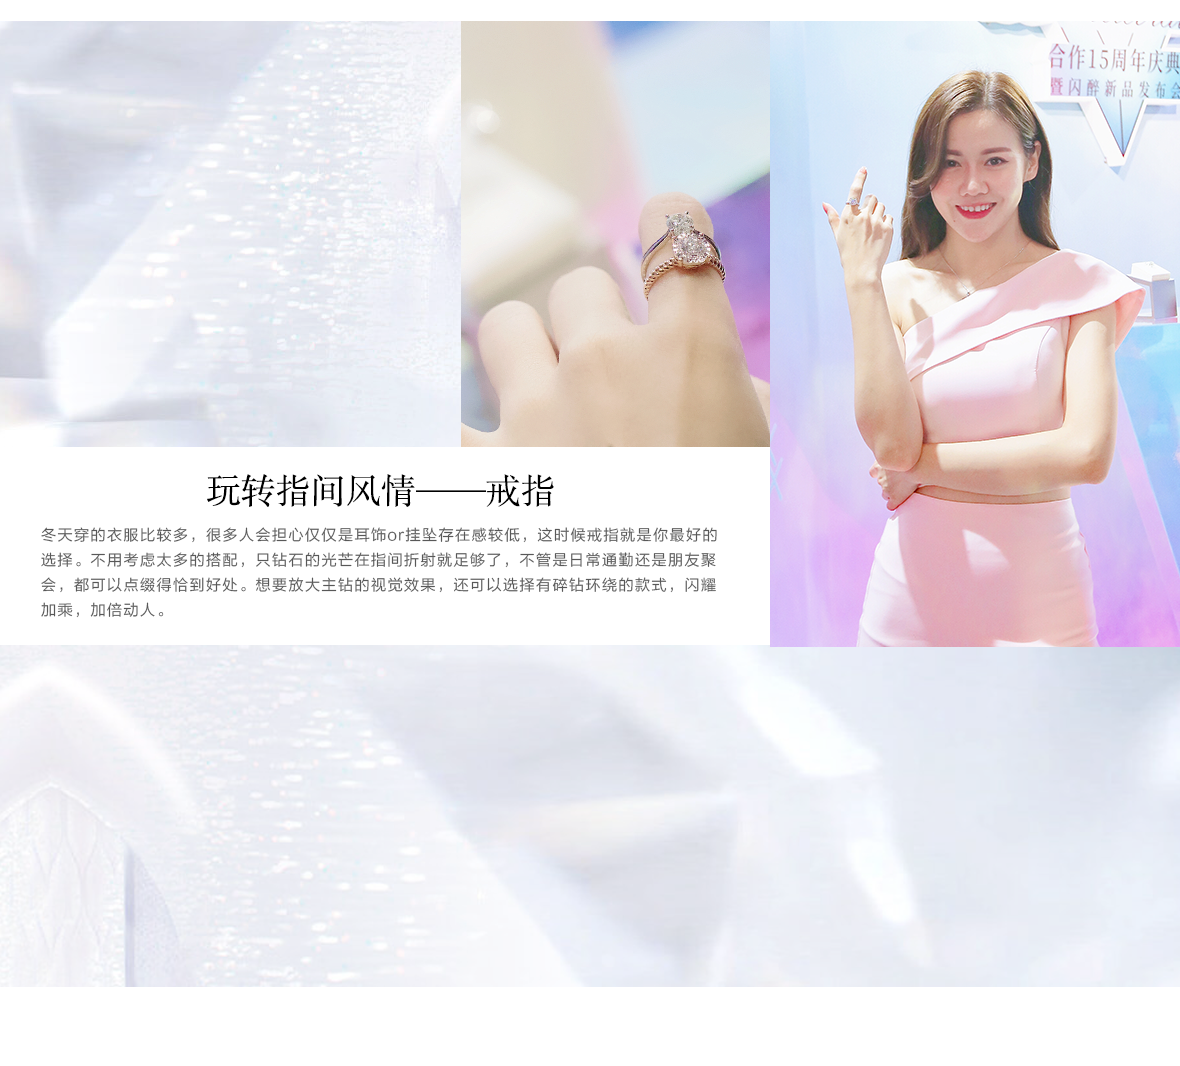 合作15周年庆典
暨闪醉新品发布会
玩转指间风情——戒指
冬天穿的衣服比较多，很多人会担心仅仅是耳饰or挂坠存在感较低，这时候戒指就是你最好的
选择。不用考虑太多的搭配，只钻石的光芒在指间折射就足够了，不管是日常通勤还是朋友聚
会，都可以点缀得恰到好处。想要放大主钻的视觉效果，还可以选择有碎钻环绕的款式，闪耀
加乘，加倍动人。